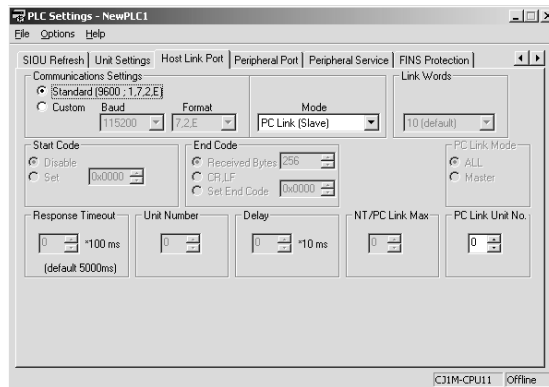 PLC Settings - NewPLC1
File Options Help
SIOU Refresh Unit Settings Host Link Port Peripheral Port Peripheral Service FINS Protection
Communications Settings
Link Words
Standard (9600 ; 1,7,2,E)
Custom Baud Format Mode
115200 7,2,E PC Link (Slave) 10 (default)
Start Code End Code PC Link Mode
Disable Received Bytes 256 ALL
Set 0x0000 CR,LF Master
Set End Code 0x0000
Response Timeout Unit Number Delay NT/PC Link Max PC Link Unit No.
0 *100 ms 0 0 *10 ms 0 0
(default 5000ms)
CJ1M-CPU11 Offline